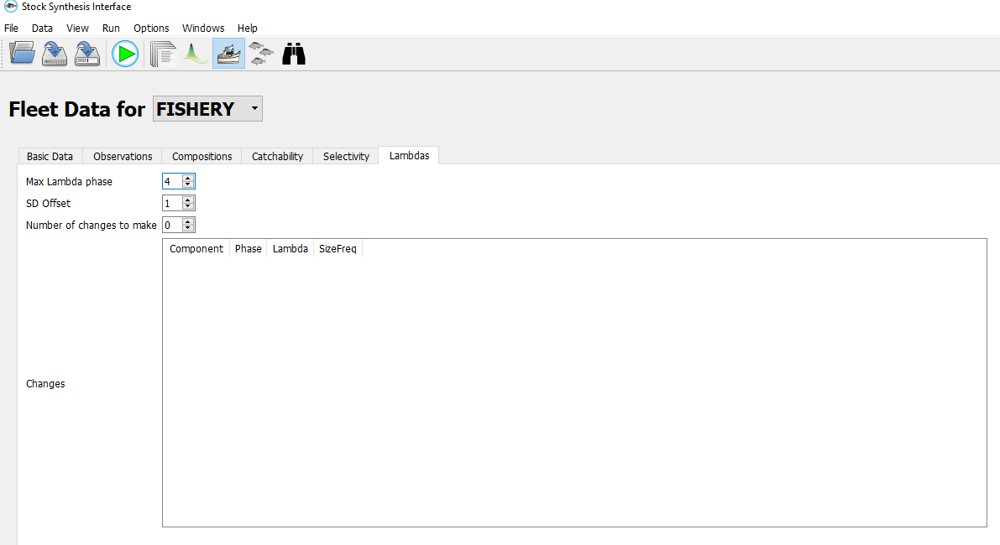 Stock Synthesis Interface
File Data View Run Options Windows Help
Fleet Data for FISHERY
Basic Data Observations Compositions Catchability Selectivity Lambdas
Max Lambda phase 4
SD Offset 1
Number of changes to make 0
Component Phase Lambda SizeFreq
Changes